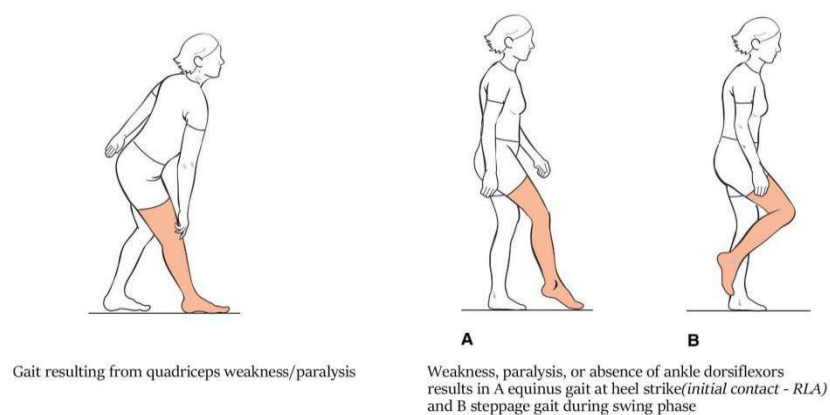 A
B
Gait resulting from quadriceps weakness/paralysis
Weakness, paralysis, or absence of ankle dorsiflexors
results in A equinus gait at heel strike(initial contact - RLA)
and B steppage gait during swing phase